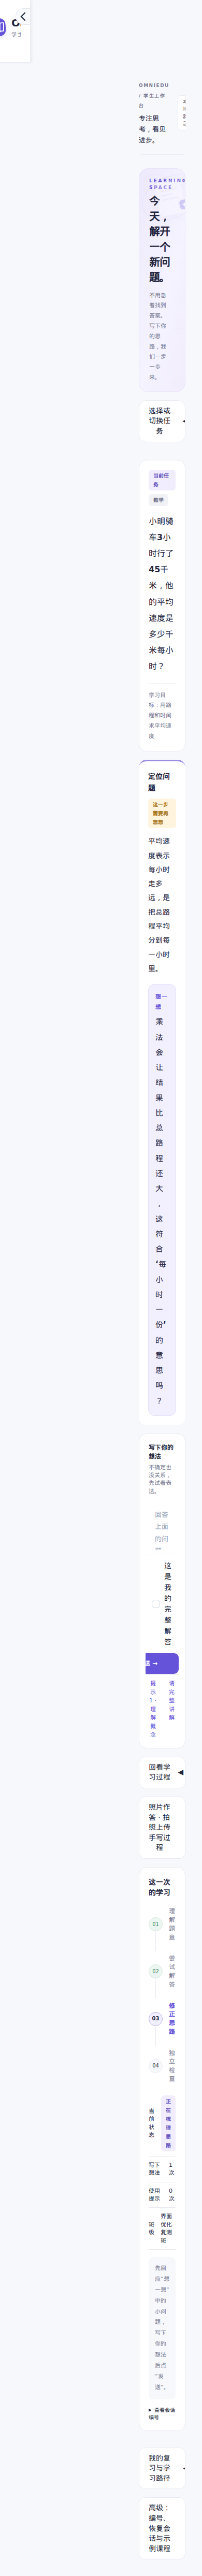 OMNIEDU
/ 学生工作
台
专注思
考，看见
进步。
LEARNING
SPACE
今
天，
解开
一个
新问
题。
不用急
着找到
答案。
写下你
的想
法，我
们一步
一步
来。
选择或
切换任
务
当前任
务
数学
小明骑
车3小
时行了
45千
米，他
的平均
速度是
多少千
米每小
时？
学习目
标：用路
程和时间
求平均速
度
定位问
题
这一步
需要再
想想
平均速
度表示
每小时
走多
远，是
把总路
程平均
分到每
一小时
里。
想一
想
乘
法
会
让
结
果
比
总
路
程
还
大
，
这
符
合
‘每
小
时
一
份’
的
意
思
吗
？
写下你的
想法
不确定也
没关系，
先试着表
达。
回答
上面
的问
这
是
我
的
完
整
解
答
→
提
示
1 ·
理
解
概
念
请
完
整
讲
解
回看学
习过程
照片作
答 · 拍
照上传
手写过
程
这一次
的学习
01
理
解
题
意
02
尝
试
解
答
03
修
正
思
路
04
独
立
检
查
当
前
状
态
正
在
梳
理
思
路
写下
想法
1
次
使用
提示
0
次
班
级
界面
优化
复测
班
先回
应“想
一想”
中的
小问
题，
写下
你的
想法
后点
“发
送”。
查看会话
编号
我的复
习与学
习路径
高级：
编号、
恢复会
话与示
例课程